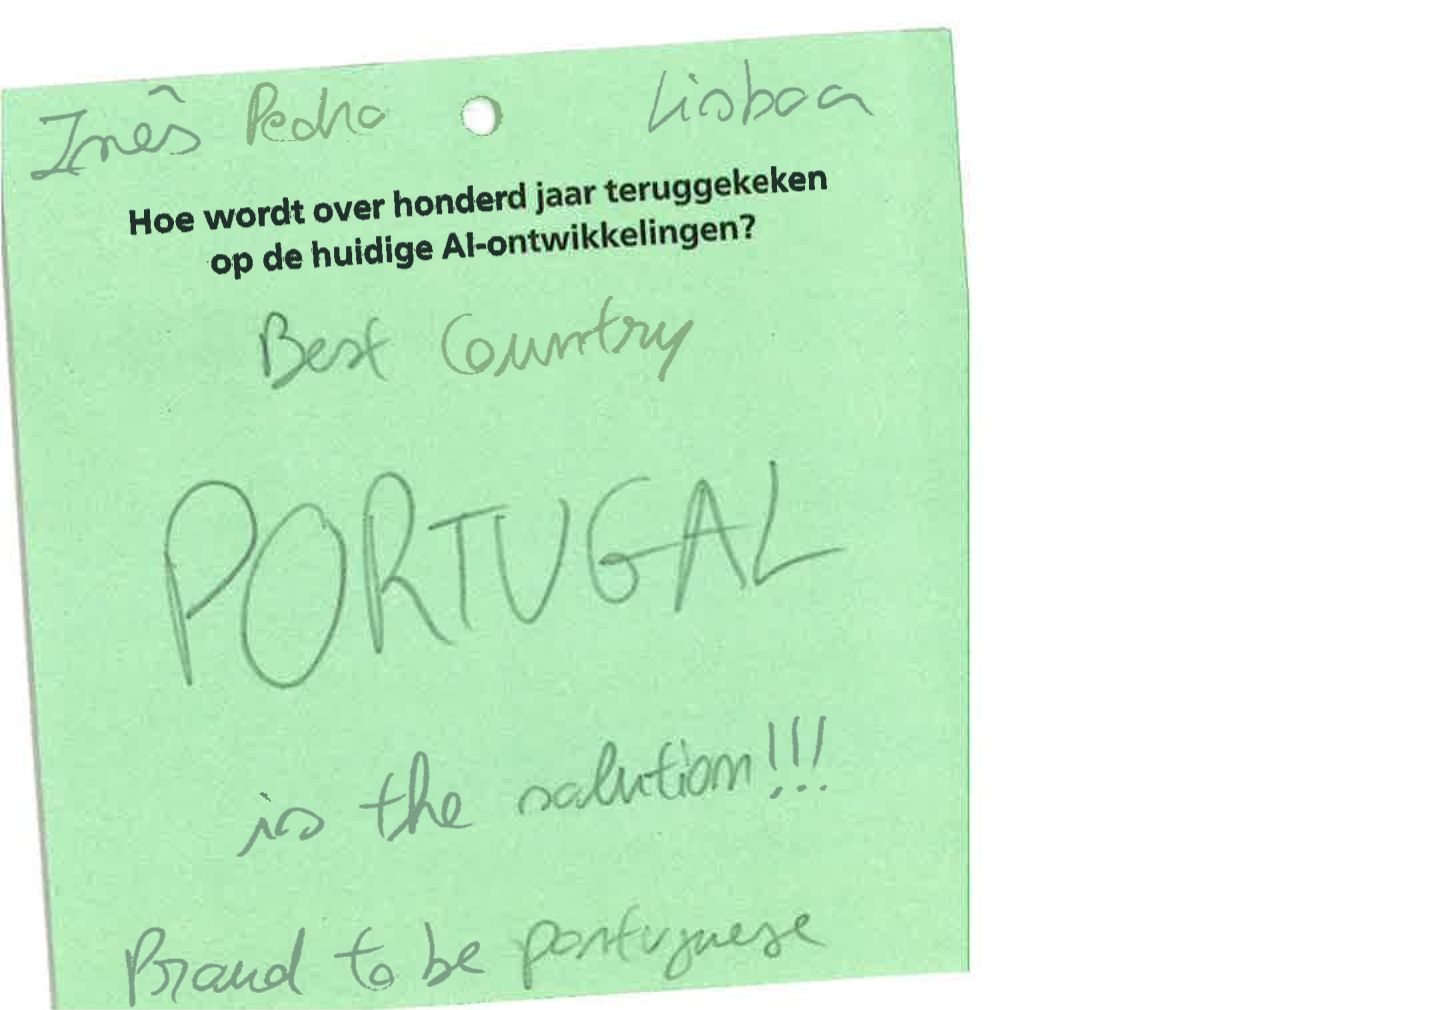 Inês Pedro Lisboa
Hoe wordt over honderd jaar teruggekeken
op de huidige AI-ontwikkelingen?
Best Country
PORTUGAL
is the solution!!!
Proud to be portuguese